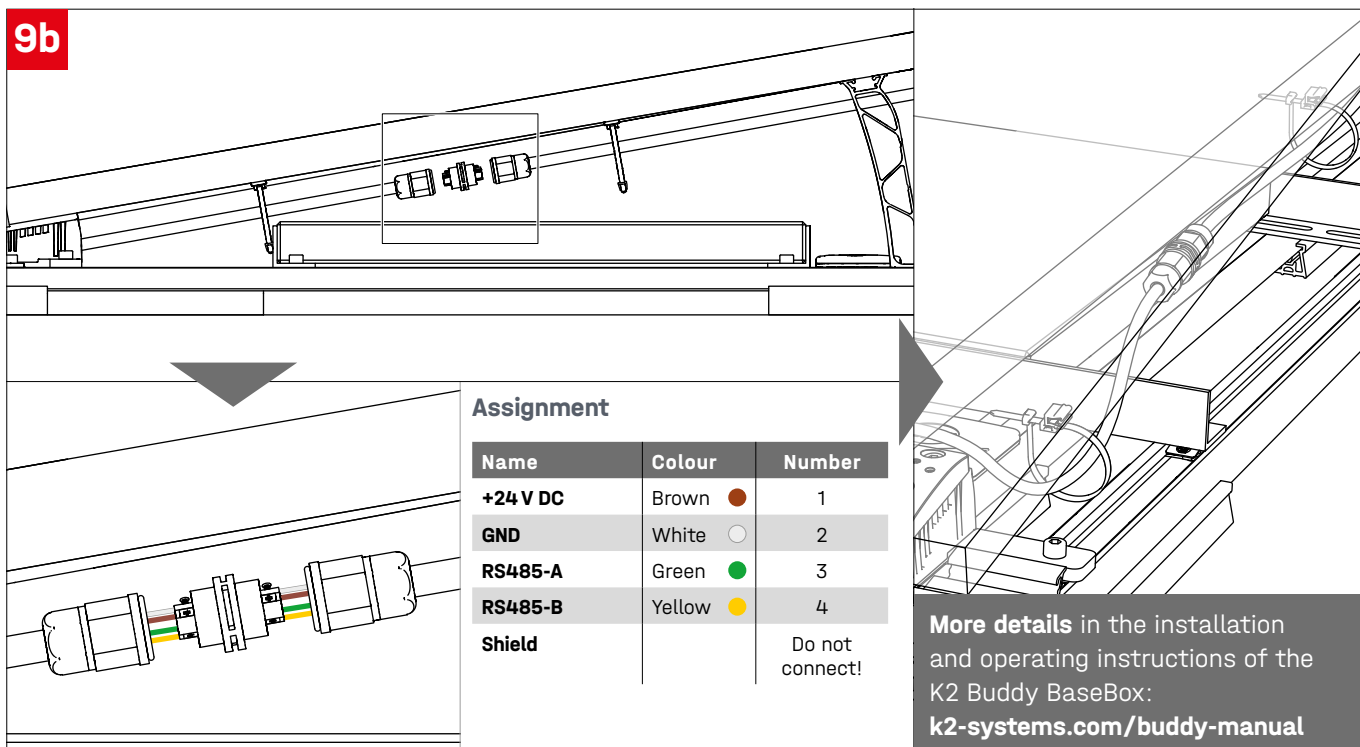 9b
Assignment
Name Colour Number
+24 V DC Brown 1
GND White 2
RS485-A Green 3
RS485-B Yellow 4
Shield Do not
connect!
More details in the installation
and operating instructions of the
K2 Buddy BaseBox:
k2-systems.com/buddy-manual